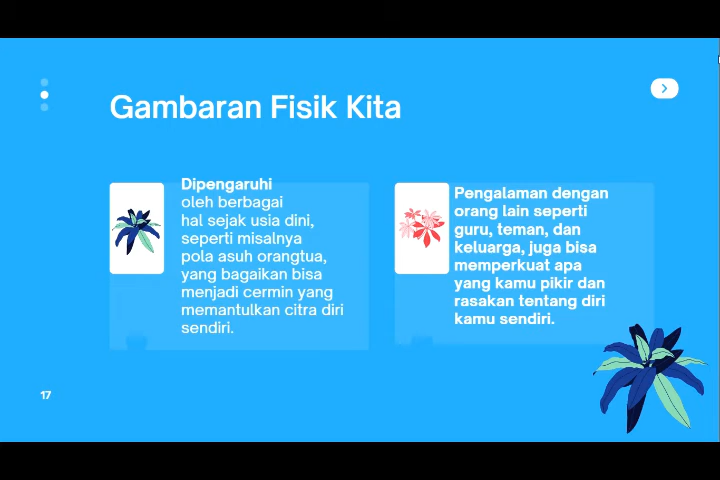 Gambaran Fisik Kita
Dipengaruhi
oleh berbagai
hal sejak usia dini,
seperti misalnya
pola asuh orangtua,
yang bagaikan bisa
menjadi cermin yang
memantulkan citra diri
sendiri.
Pengalaman dengan
orang lain seperti
guru, teman, dan
keluarga, juga bisa
memperkuat apa
yang kamu pikir dan
rasakan tentang diri
kamu sendiri.
17